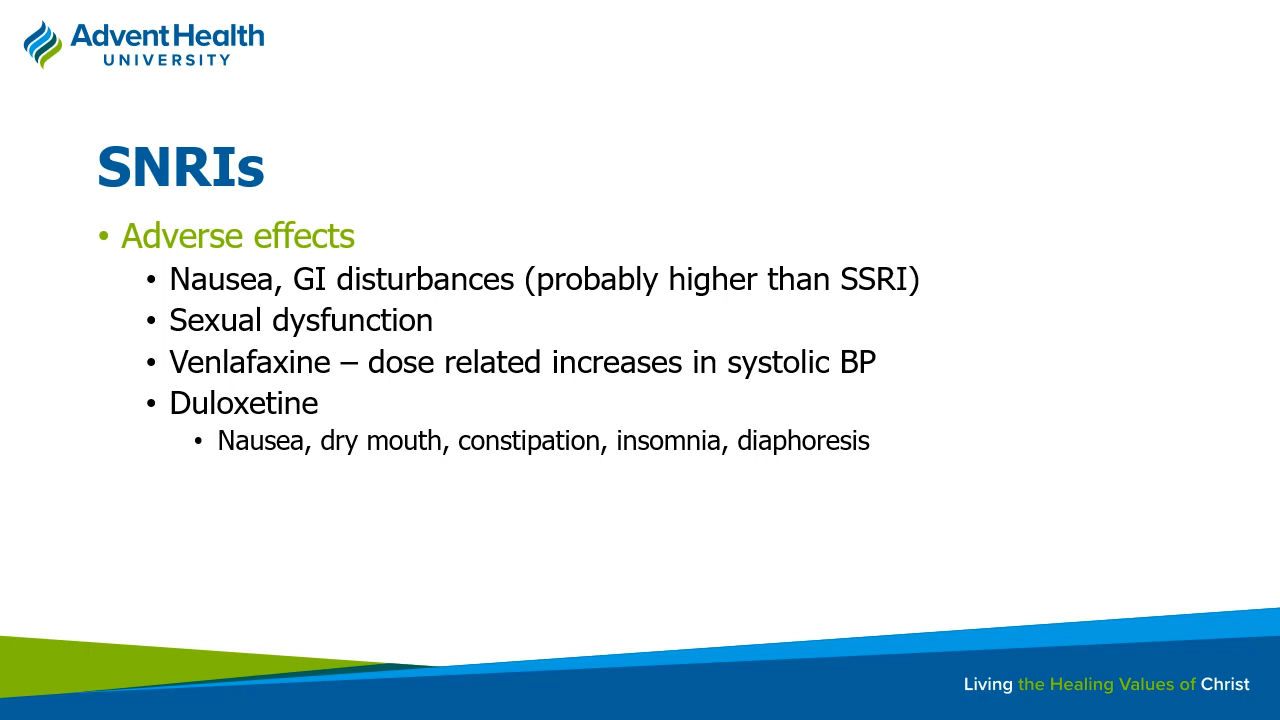 AdventHealth
UNIVERSITY
SNRIs
• Adverse effects
• Nausea, GI disturbances (probably higher than SSRI)
• Sexual dysfunction
• Venlafaxine – dose related increases in systolic BP
• Duloxetine
• Nausea, dry mouth, constipation, insomnia, diaphoresis
Living the Healing Values of Christ